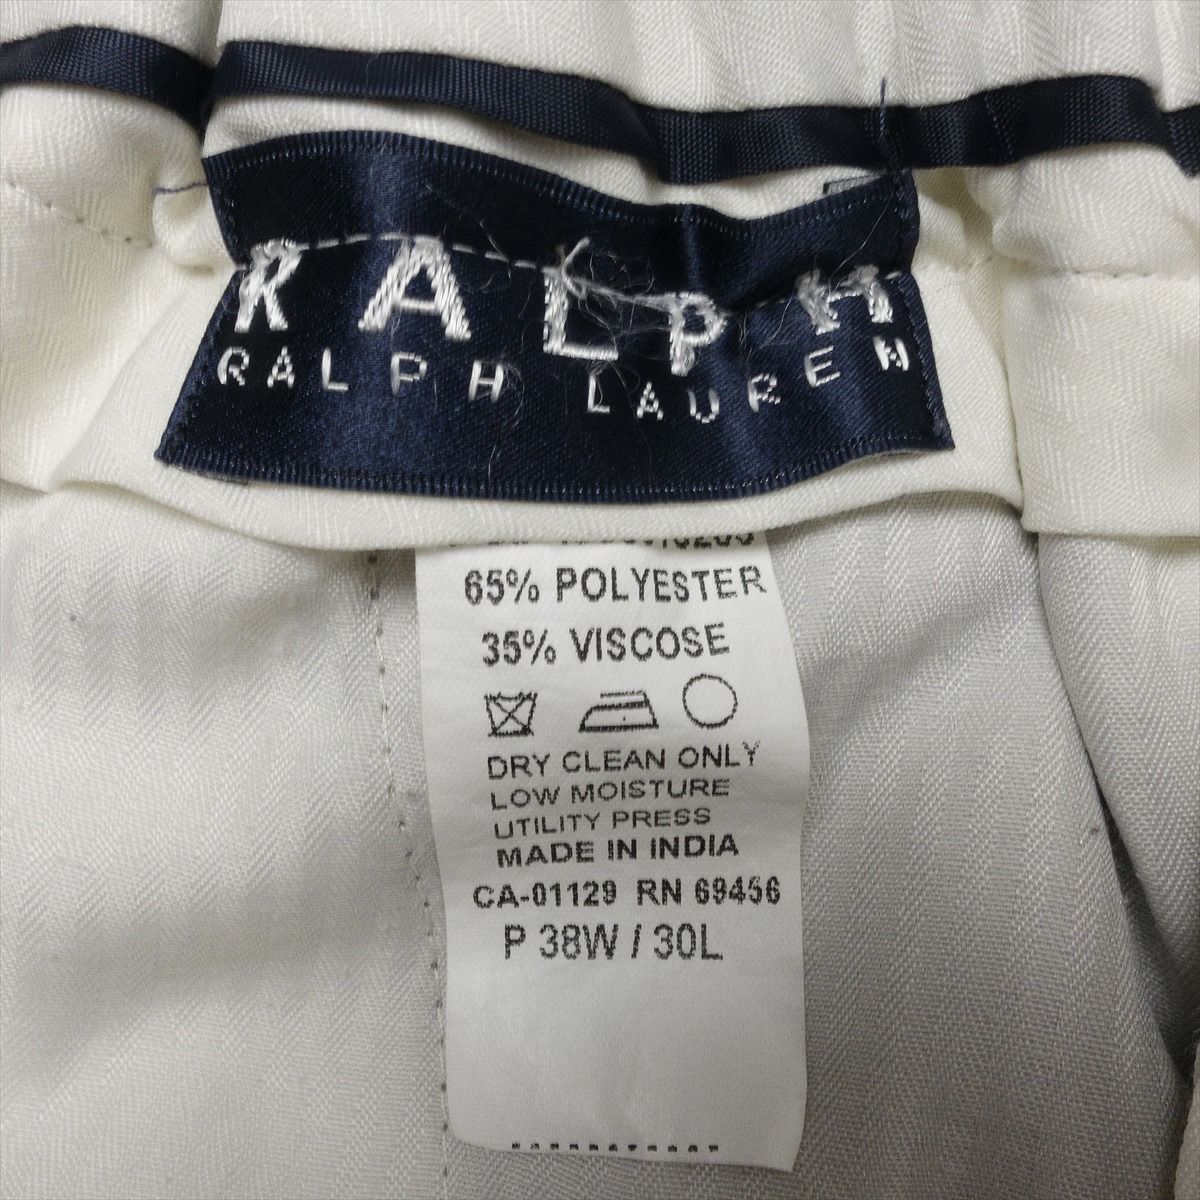 RALPH
RALPH LAUREN
65% POLYESTER
35% VISCOSE
DRY CLEAN ONLY
LOW MOISTURE
UTILITY PRESS
MADE IN INDIA
CA-01129 RN 69456
P 38W / 30L